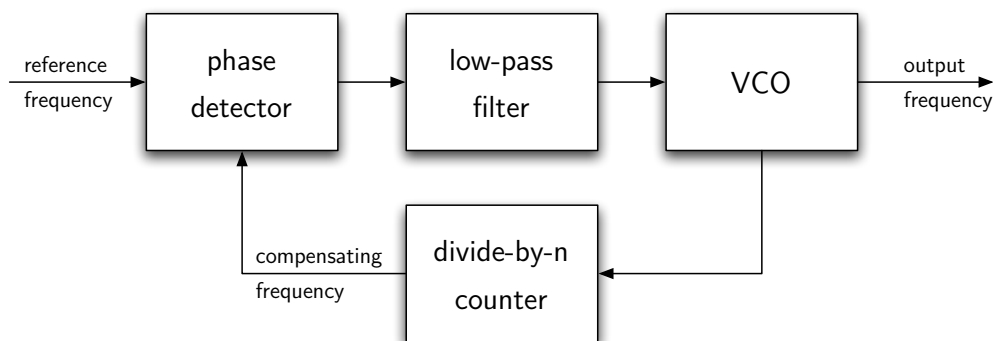 reference
frequency
phase
detector
low-pass
filter
VCO
output
frequency
compensating
frequency
divide-by-n
counter